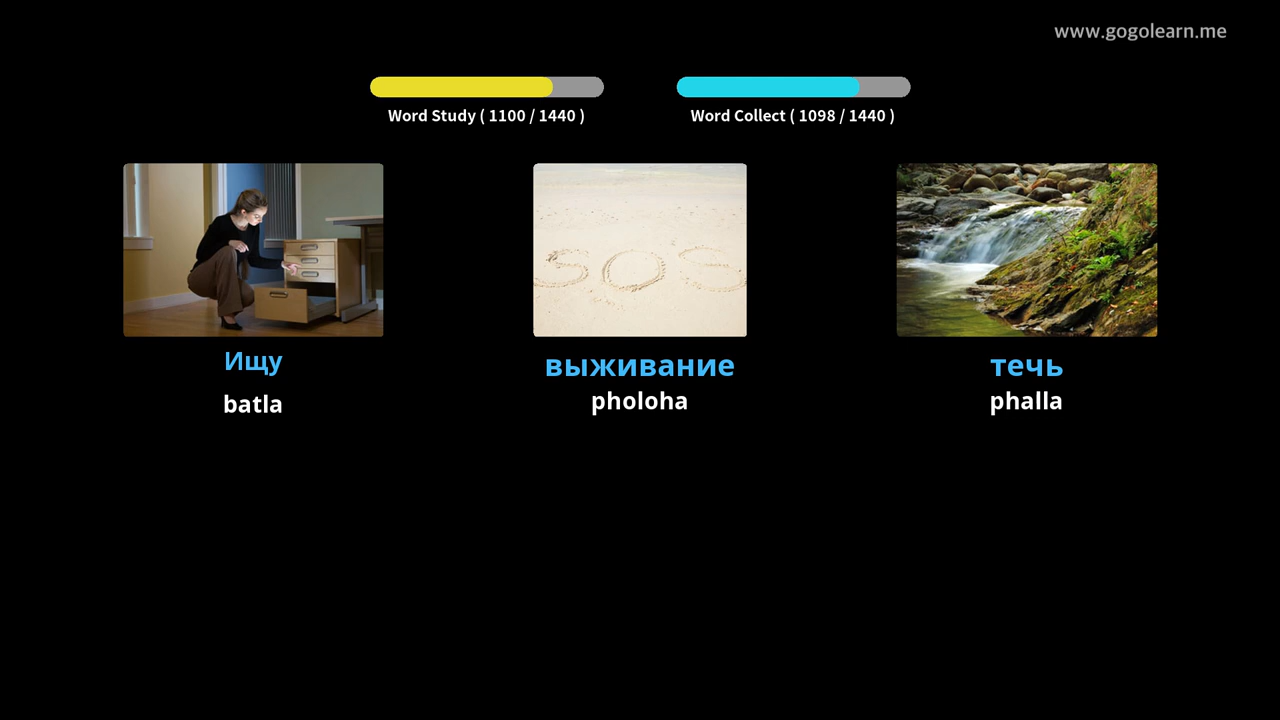 www.gogolearn.me
Word Study ( 1100 / 1440 )
Word Collect ( 1098 / 1440 )
SOS
Ищу
batla
выживание
pholoha
течь
phalla